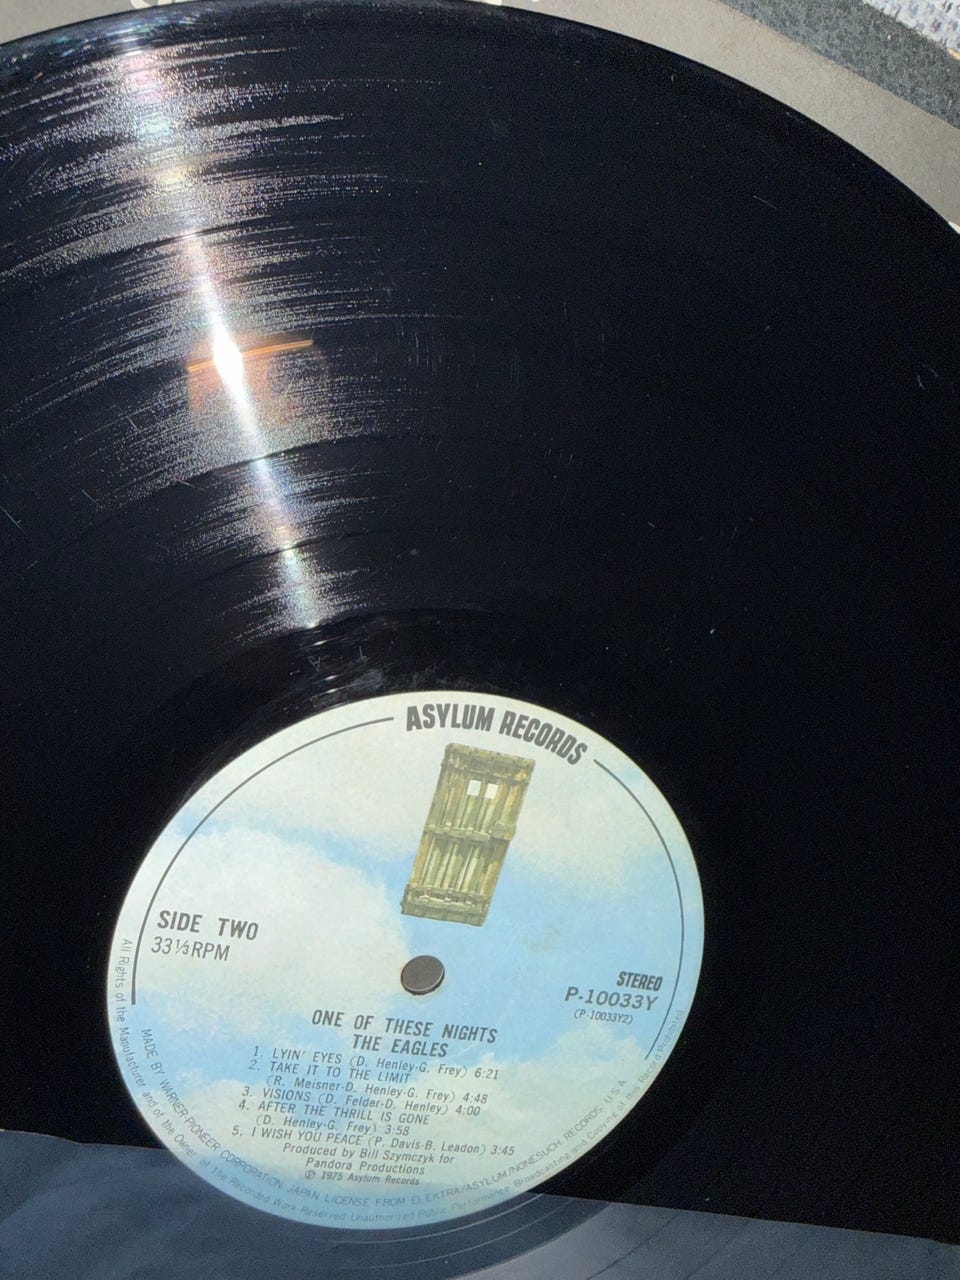 ASYLUM RECORDS
SIDE TWO
33⅓RPM
STEREO
P-10033Y
(P-10033Y2)
ONE OF THESE NIGHTS
THE EAGLES
1. LYIN' EYES (D. Henley-G. Frey) 6:21
2. TAKE IT TO THE LIMIT
(R. Meisner-D. Henley-G. Frey) 4:48
3. VISIONS (D. Felder-D. Henley) 4:00
4. AFTER THE THRILL IS GONE
(D. Henley-G. Frey) 3:58
5. I WISH YOU PEACE (P. Davis-B. Leadon) 3:45
Produced by Bill Szymczyk for
Pandora Productions
Ⓟ 1975 Asylum Records
MADE BY WARNER-PIONEER CORPORATION, JAPAN LICENSE FROM ELEKTRA/ASYLUM/NONESUCH RECORDS, U.S.A.
All Rights of the Manufacturer and of the Owner of the Recorded Work Reserved Unauthorized Public Performance, Broadcasting and Copying of this Record Prohibited